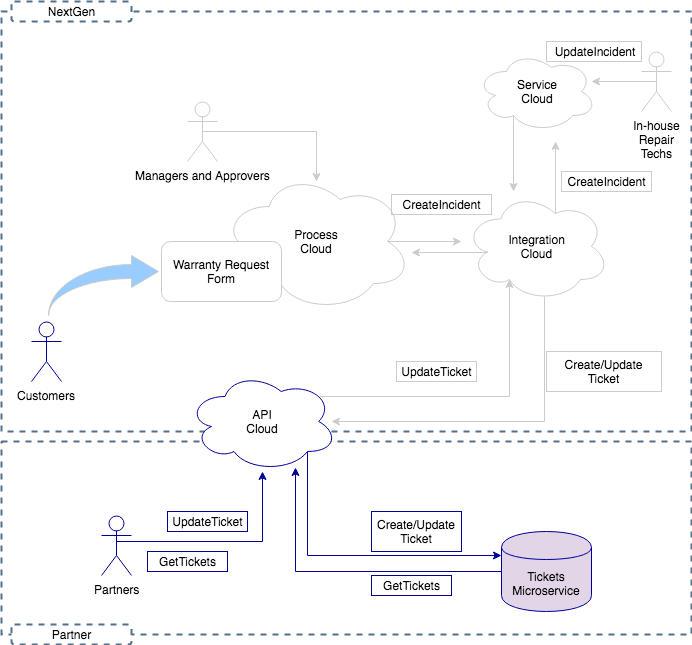 NextGen
UpdateIncident
Service
Cloud
In-house
Repair
Techs
Managers and Approvers
CreateIncident
CreateIncident
Process
Cloud
Integration
Cloud
Warranty Request
Form
Customers
UpdateTicket
Create/Update
Ticket
API
Cloud
UpdateTicket
GetTickets
Partners
Create/Update
Ticket
GetTickets
Tickets
Microservice
Partner